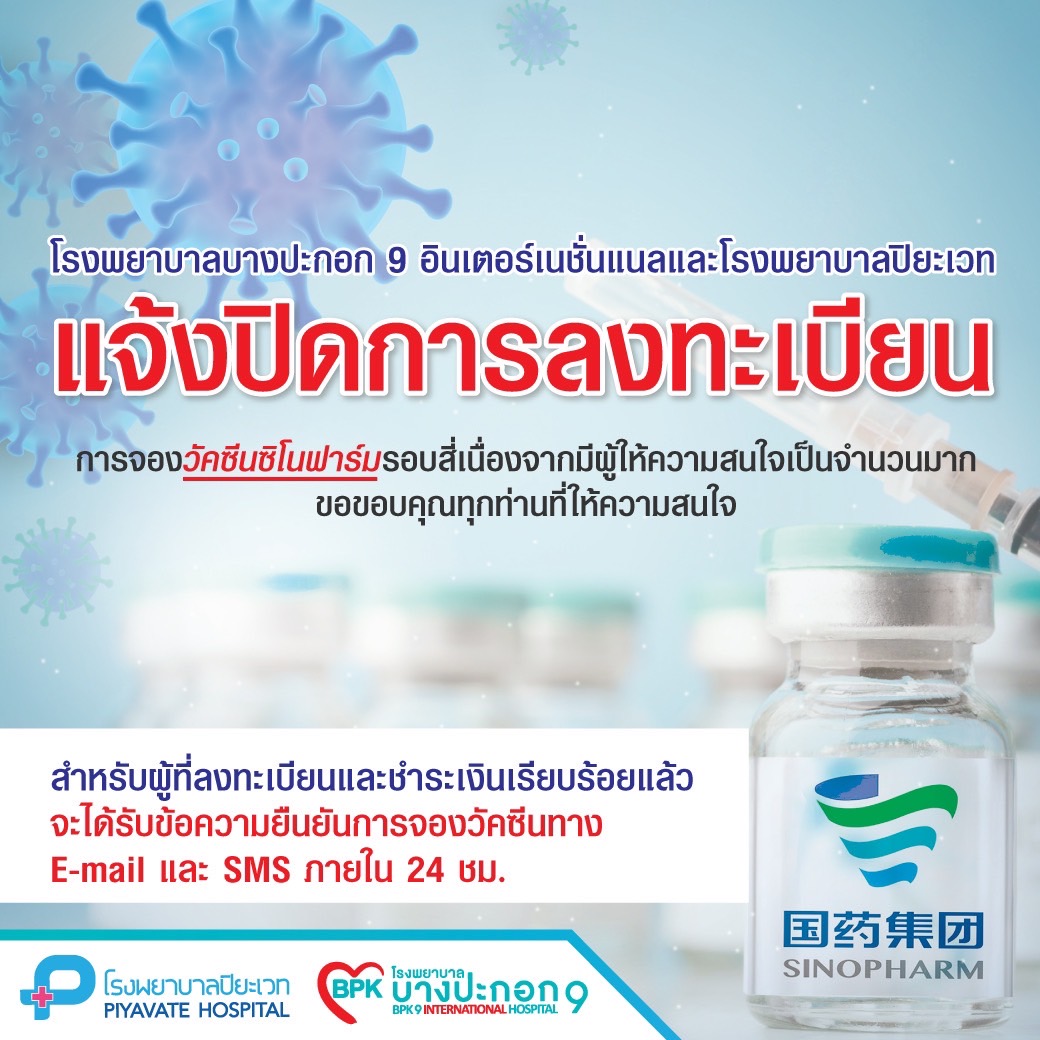 โรงพยาบาลบางปะกอก 9 อินเตอร์เนชั่นแนลและโรงพยาบาลปิยะเวท
แจ้งปิดการลงทะเบียน
การจองวัคซีนซิโนฟาร์มรอบสี่เนื่องจากมีผู้ให้ความสนใจเป็นจำนวนมาก
ขอขอบคุณทุกท่านที่ให้ความสนใจ
สำหรับผู้ที่ลงทะเบียนและชำระเงินเรียบร้อยแล้ว
จะได้รับข้อความยืนยันการจองวัคซีนทาง
E-mail และ SMS ภายใน 24 ชม.
国药集团
SINOPHARM
โรงพยาบาลปิยะเวท
PIYAVATE HOSPITAL
BPK
โรงพยาบาล
บางปะกอก 9
BPK 9 INTERNATIONAL HOSPITAL